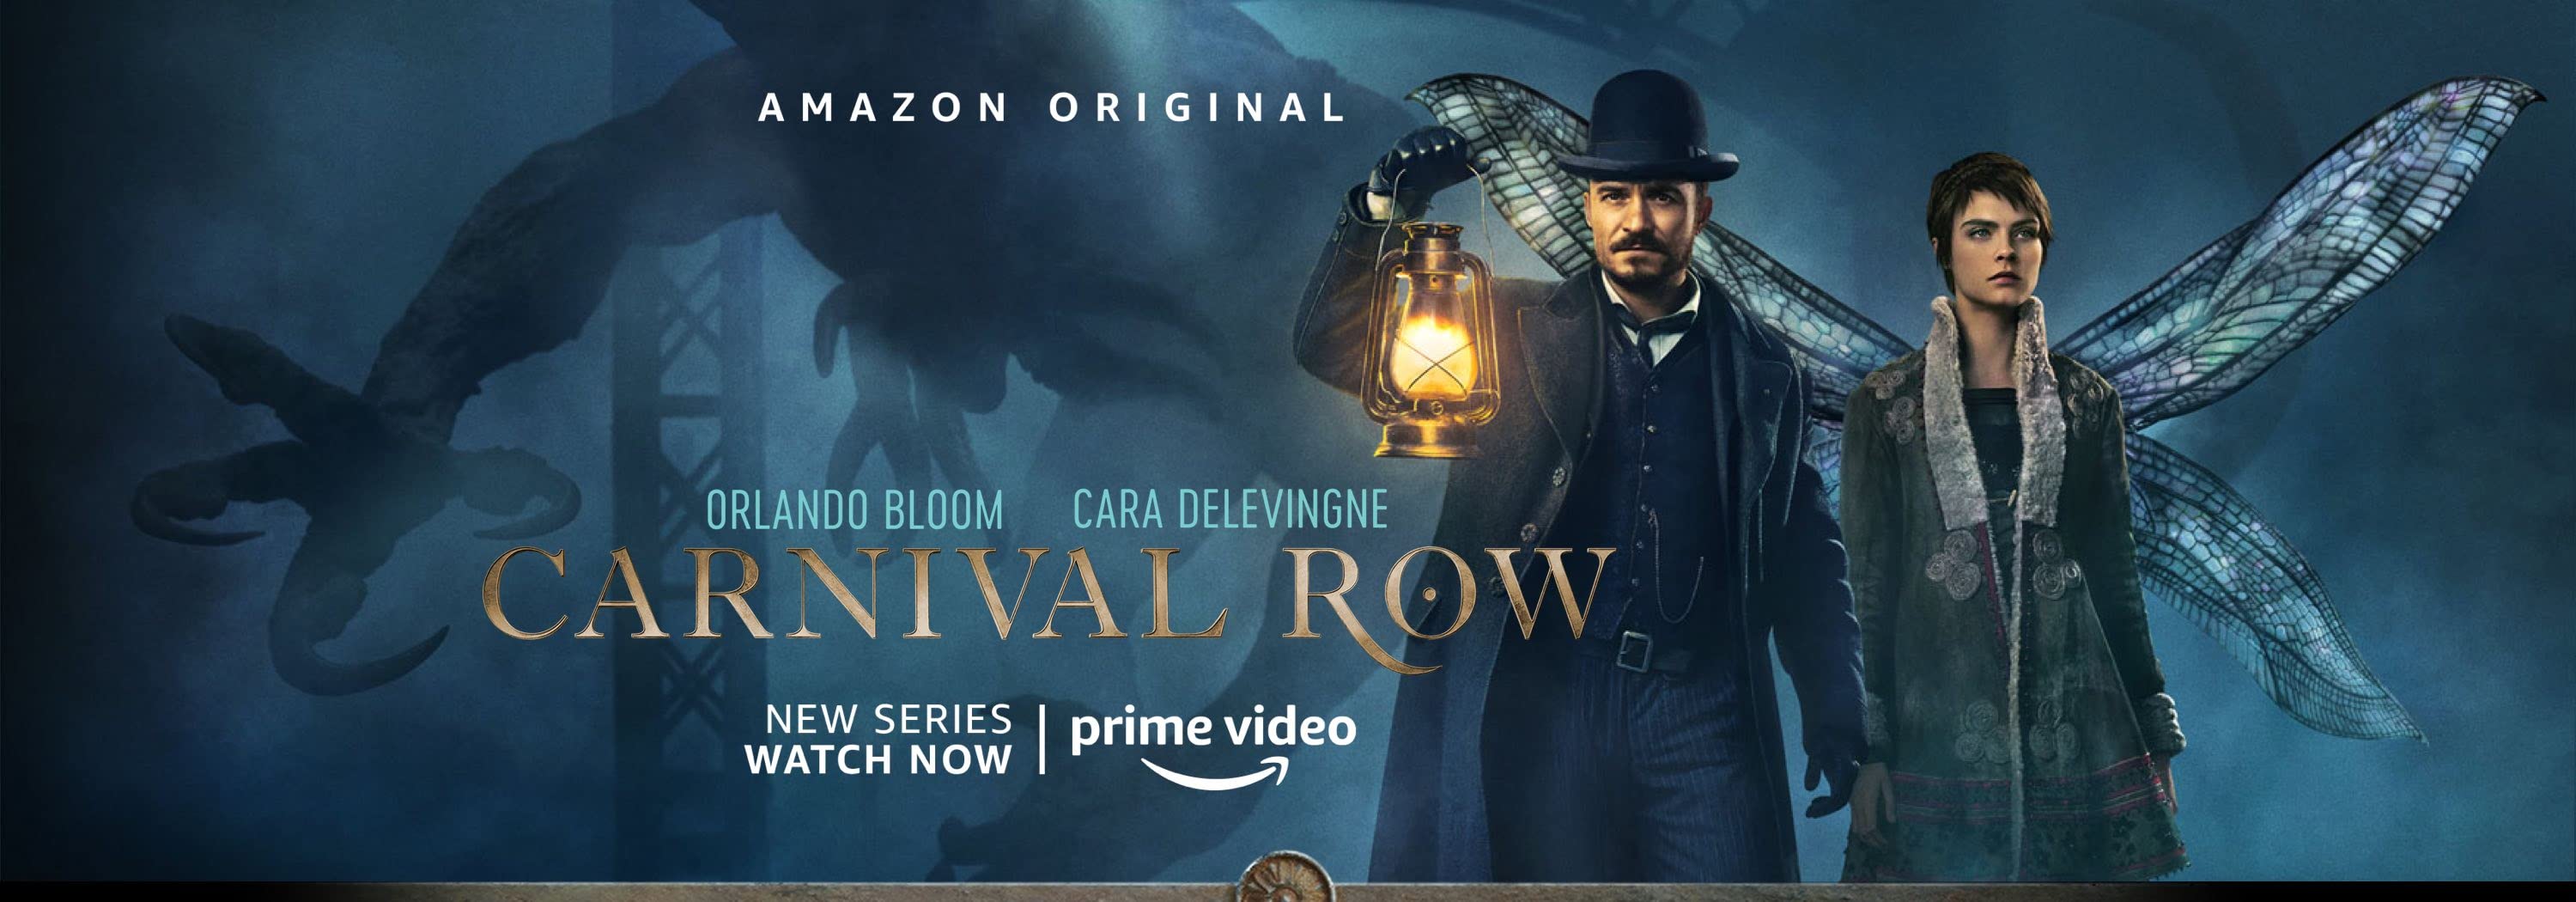 AMAZON ORIGINAL
ORLANDO BLOOM CARA DELEVINGNE
CARNIVAL ROW
NEW SERIES
WATCH NOW
prime video